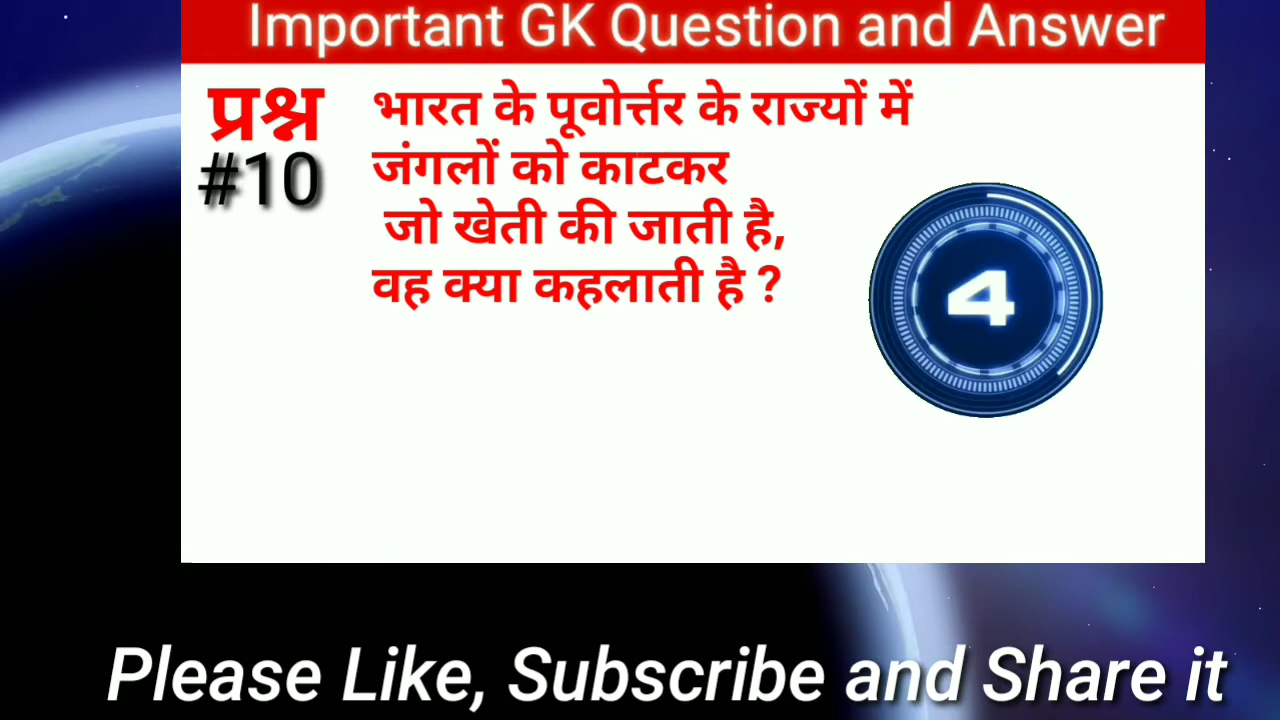 Important GK Question and Answer
प्रश्न
#10
भारत के पूवोर्त्तर के राज्यों में
जंगलों को काटकर
जो खेती की जाती है,
वह क्या कहलाती है ?
4
Please Like, Subscribe and Share it